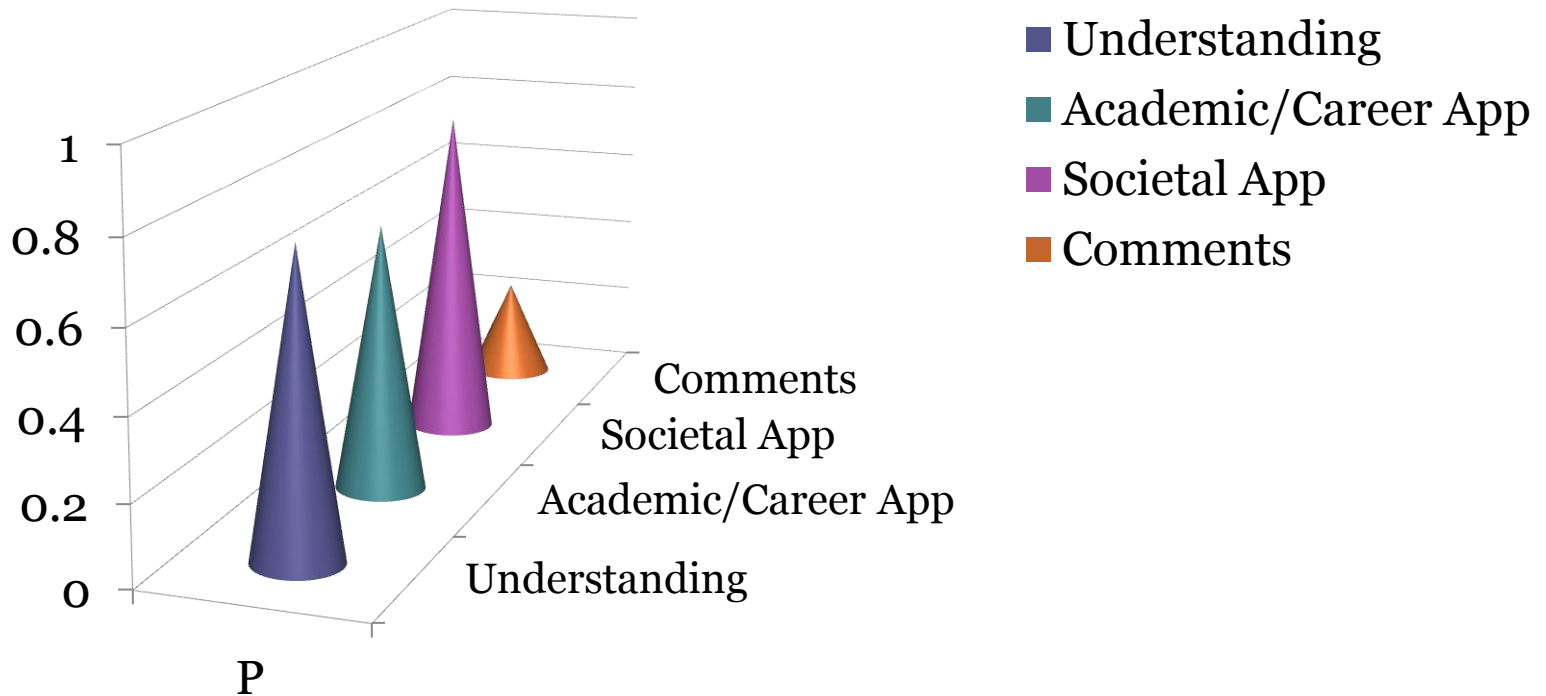 Understanding
Academic/Career App
Societal App
Comments
1
0.8
0.6
0.4
0.2
0
Comments
Societal App
Academic/Career App
Understanding
P